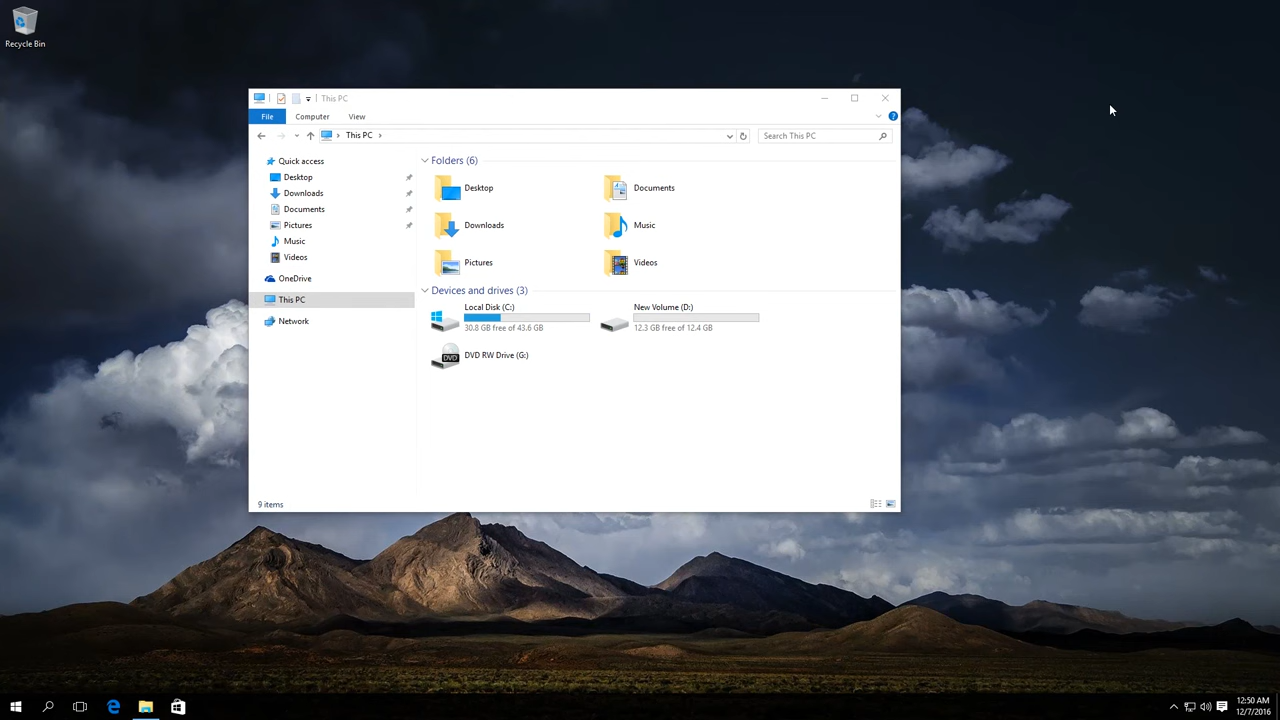 Recycle Bin
This PC
File Computer View
This PC
Search This PC
Quick access
Desktop
Downloads
Documents
Pictures
Music
Videos
OneDrive
This PC
Network
Folders (6)
Desktop
Documents
Downloads
Music
Pictures
Videos
Devices and drives (3)
Local Disk (C:)
30.8 GB free of 43.6 GB
New Volume (D:)
12.3 GB free of 12.4 GB
DVD
DVD RW Drive (G:)
9 items
12:50 AM
12/7/2016